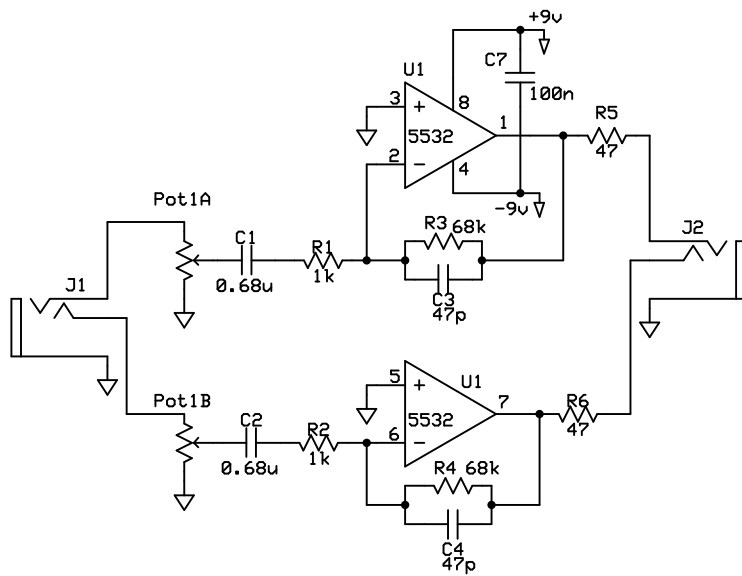 +9v
C7
U1
100n
3
8
+
R5
1
5532
47
2
−
4
Pot1A
-9v
J2
R3 68k
C1
R1
1k
J1
0.68u
C3
47p
Pot1B
5
U1
+
7
R6
C2
5532
R2
47
6
−
0.68u
1k
R4 68k
C4
47p